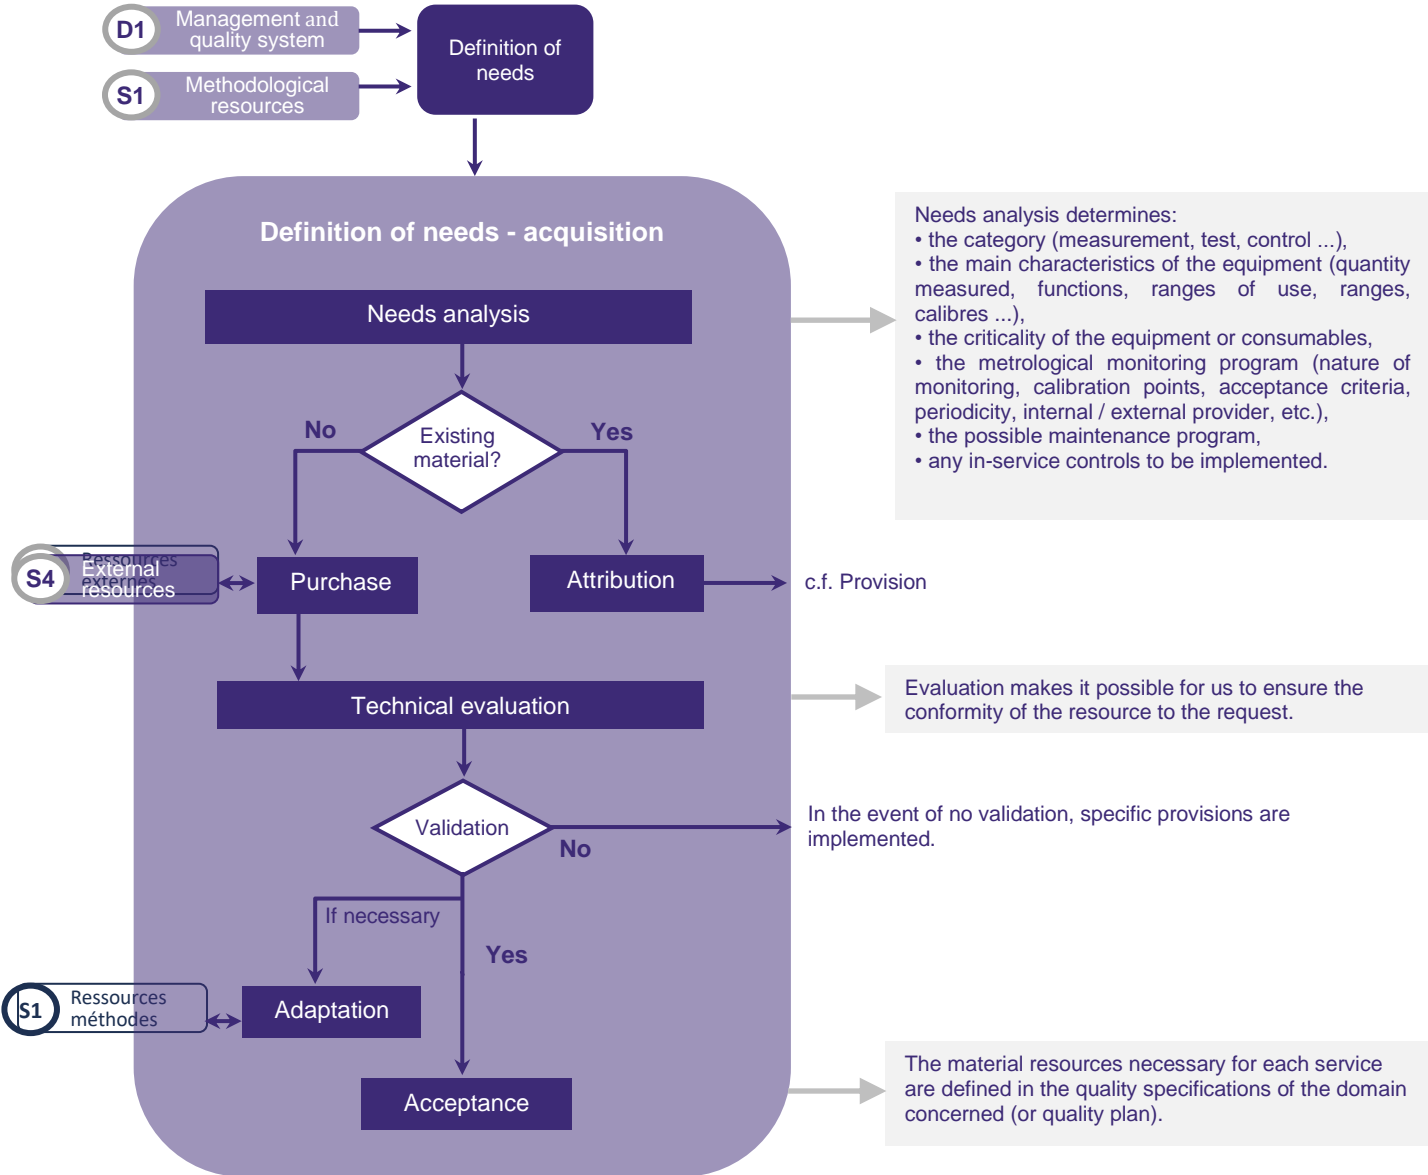 D1
Management and
quality system
S1
Methodological
resources
Definition of
needs
Definition of needs - acquisition
Needs analysis
Needs analysis determines:
• the category (measurement, test, control ...),
• the main characteristics of the equipment (quantity
measured, functions, ranges of use, ranges,
calibres ...),
• the criticality of the equipment or consumables,
• the metrological monitoring program (nature of
monitoring, calibration points, acceptance criteria,
periodicity, internal / external provider, etc.),
• the possible maintenance program,
• any in-service controls to be implemented.
No
Existing
material?
Yes
S4
Ressources
externes
External
resources
Purchase
Attribution
c.f. Provision
Technical evaluation
Evaluation makes it possible for us to ensure the
conformity of the resource to the request.
Validation
No
In the event of no validation, specific provisions are
implemented.
If necessary
Yes
S1
Ressources
méthodes
Adaptation
Acceptance
The material resources necessary for each service
are defined in the quality specifications of the domain
concerned (or quality plan).